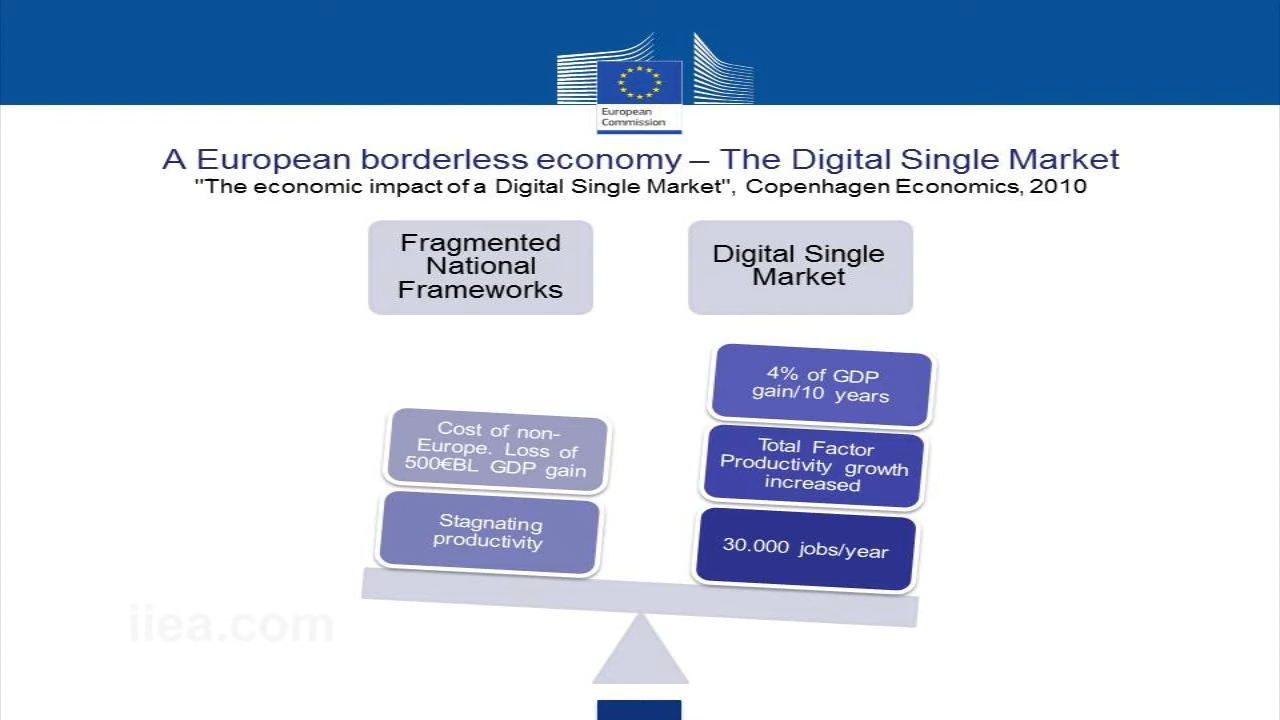 European
Commission
A European borderless economy – The Digital Single Market
"The economic impact of a Digital Single Market", Copenhagen Economics, 2010
Fragmented
National
Frameworks
Digital Single
Market
Cost of non-
Europe. Loss of
500€BL GDP gain
Stagnating
productivity
4% of GDP
gain/10 years
Total Factor
Productivity growth
increased
30.000 jobs/year
iiea.com